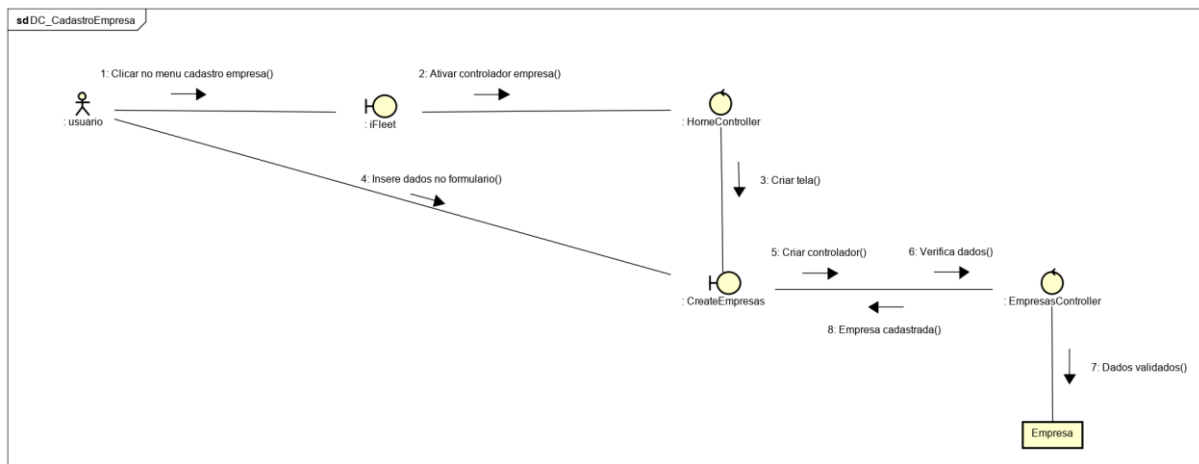 sd DC_CadastroEmpresa
1: Clicar no menu cadastro empresa()
2: Ativar controlador empresa()
: usuario
: iFleet
: HomeController
4: Insere dados no formulario()
3: Criar tela()
5: Criar controlador()
6: Verifica dados()
: CreateEmpresas
: EmpresasController
8: Empresa cadastrada()
7: Dados validados()
Empresa